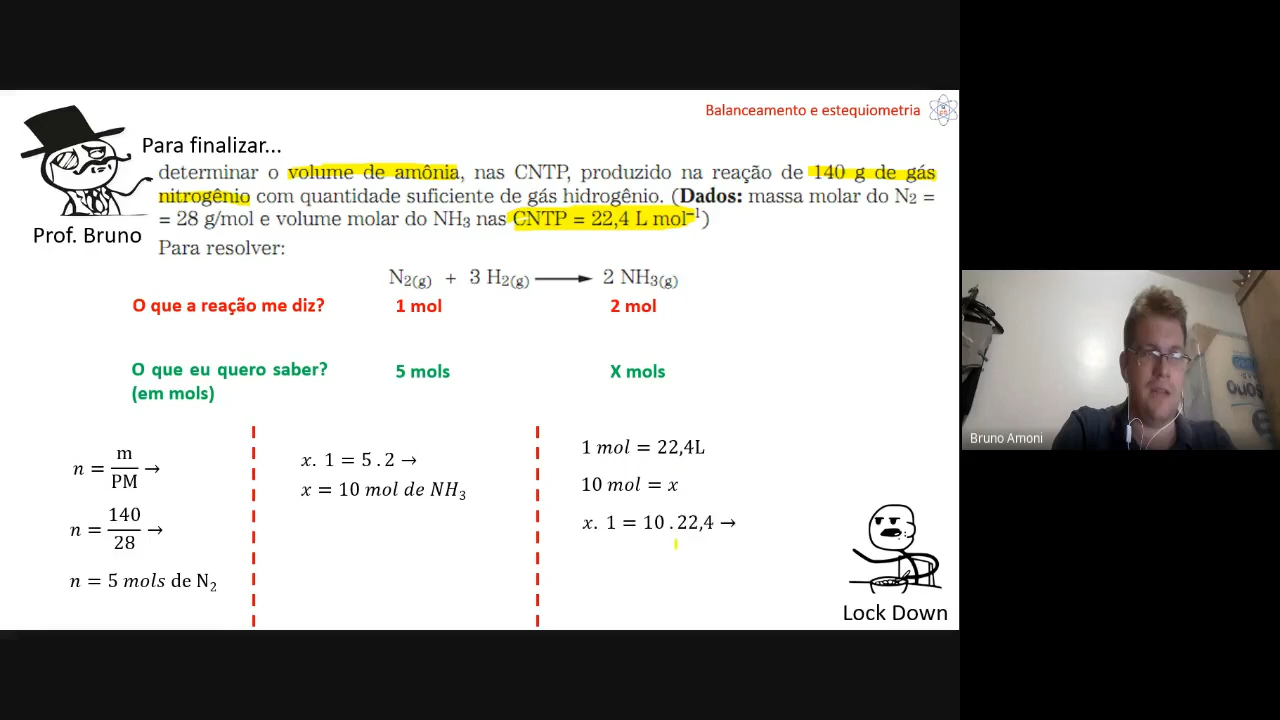 Balanceamento e estequiometria
Para finalizar...
determinar o volume de amônia, nas CNTP, produzido na reação de 140 g de gás
nitrogênio com quantidade suficiente de gás hidrogênio. (Dados: massa molar do N₂ =
= 28 g/mol e volume molar do NH₃ nas CNTP = 22,4 L mol⁻¹)
Prof. Bruno
Para resolver:
N₂(g) + 3 H₂(g) → 2 NH₃(g)
O que a reação me diz? 1 mol 2 mol
O que eu quero saber? 5 mols X mols
(em mols)
n = m/PM →
n = 140/28 →
n = 5 mols de N₂
x. 1 = 5 . 2 →
x = 10 mol de NH₃
1 mol = 22,4L
10 mol = x
x. 1 = 10 . 22,4 →
Lock Down
Bruno Amoni